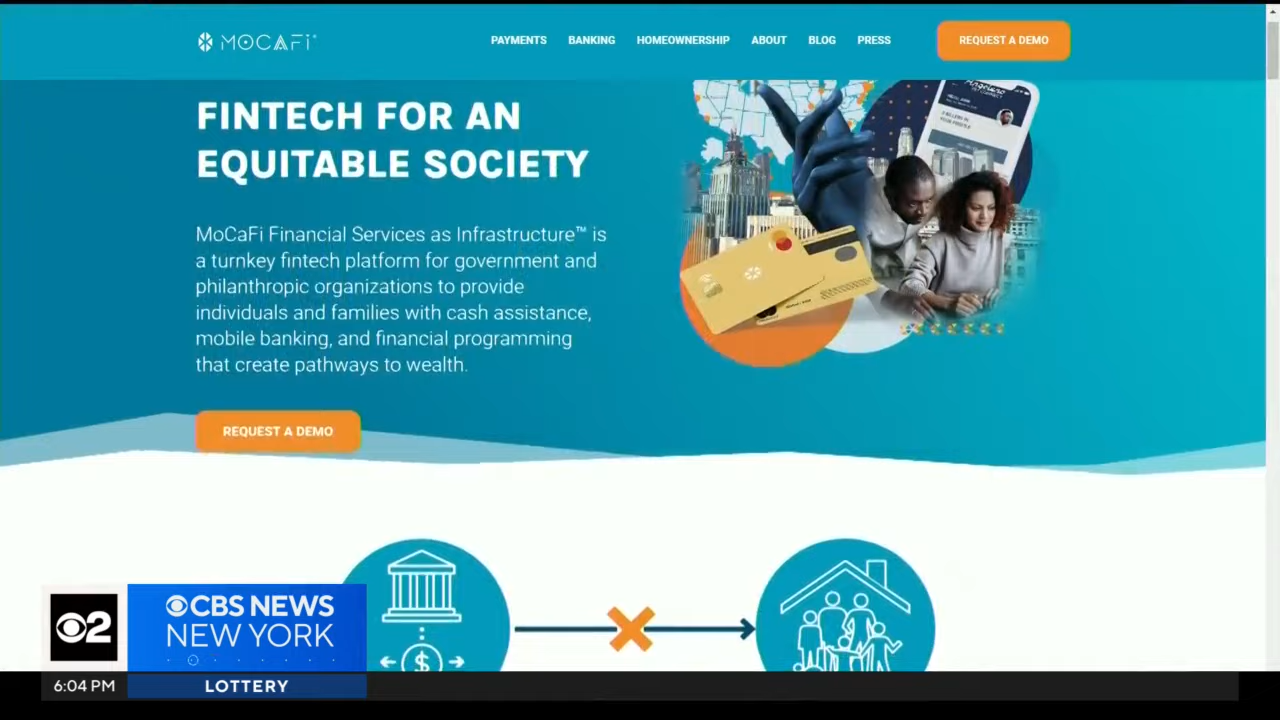 MOCAFI
PAYMENTS BANKING HOMEOWNERSHIP ABOUT BLOG PRESS REQUEST A DEMO
FINTECH FOR AN
EQUITABLE SOCIETY
MoCaFi Financial Services as Infrastructure™ is
a turnkey fintech platform for government and
philanthropic organizations to provide
individuals and families with cash assistance,
mobile banking, and financial programming
that create pathways to wealth.
REQUEST A DEMO
$
2
CBS NEWS
NEW YORK
6:04 PM LOTTERY